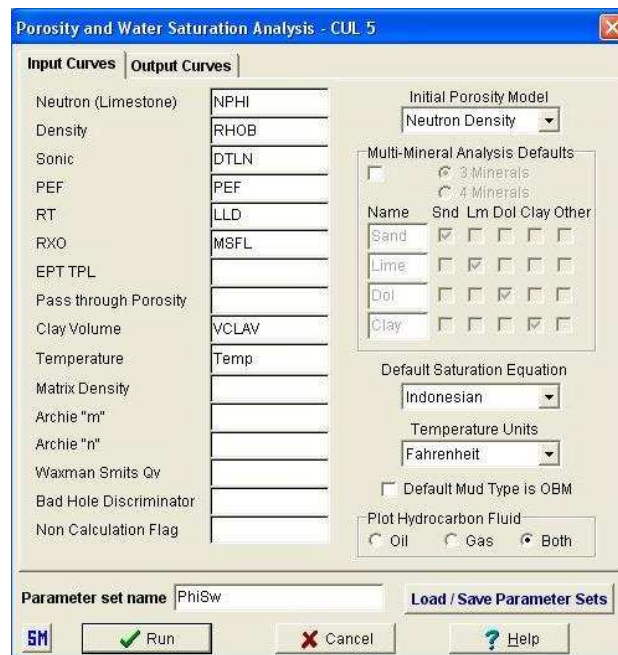 Porosity and Water Saturation Analysis - CUL 5
Input Curves
Output Curves
Neutron (Limestone) NPHI
Density RHOB
Sonic DTLN
PEF PEF
RT LLD
RXO MSFL
EPT TPL
Pass through Porosity
Clay Volume VCLAV
Temperature Temp
Matrix Density
Archie "m"
Archie "n"
Waxman Smits Qv
Bad Hole Discriminator
Non Calculation Flag
Initial Porosity Model
Neutron Density
Multi-Mineral Analysis Defaults
3 Minerals
4 Minerals
Name Snd Lm Dol Clay Other
Sand
Lime
Dol
Clay
Default Saturation Equation
Indonesian
Temperature Units
Fahrenheit
Default Mud Type is OBM
Plot Hydrocarbon Fluid
Oil Gas Both
Parameter set name PhiSw
Load / Save Parameter Sets
SM
Run
Cancel
? Help